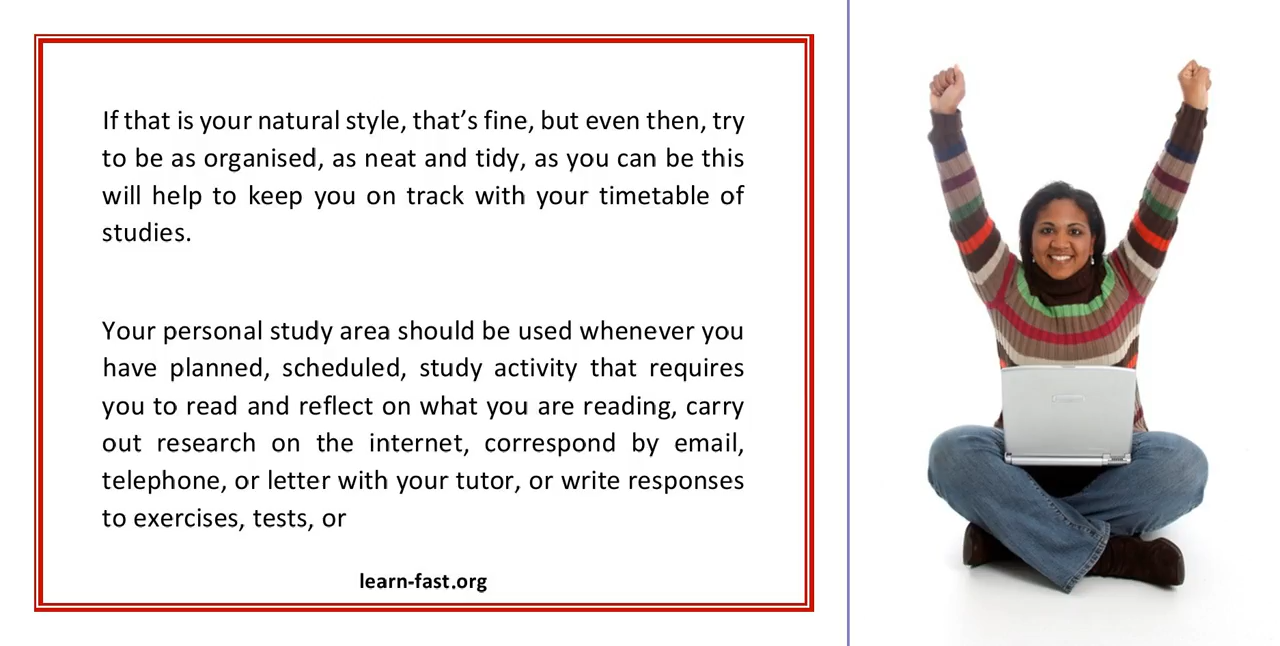 If that is your natural style, that’s fine, but even then, try
to be as organised, as neat and tidy, as you can be this
will help to keep you on track with your timetable of
studies.
Your personal study area should be used whenever you
have planned, scheduled, study activity that requires
you to read and reflect on what you are reading, carry
out research on the internet, correspond by email,
telephone, or letter with your tutor, or write responses
to exercises, tests, or
learn-fast.org